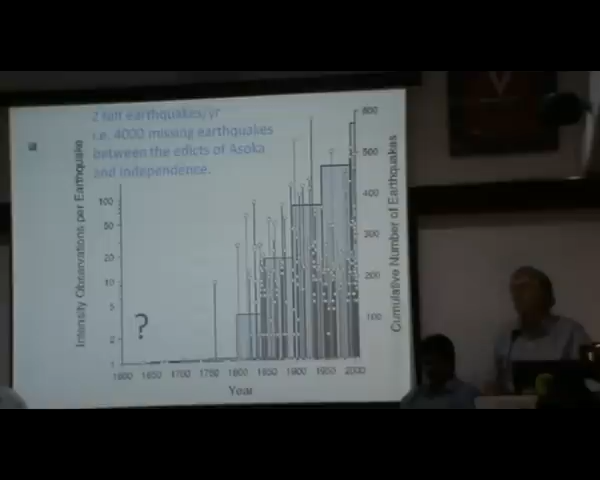 earthquakes/yr
i.e. 4000 missing earthquakes
between the edicts of Asoka
and independence.
Intensity Observations per Earthquake
100
50
20
10
5
2
1
?
600
500
400
300
200
100
Cumulative Number of Earthquakes
1600 1650 1700 1750 1800 1850 1900 1950 2000
Year